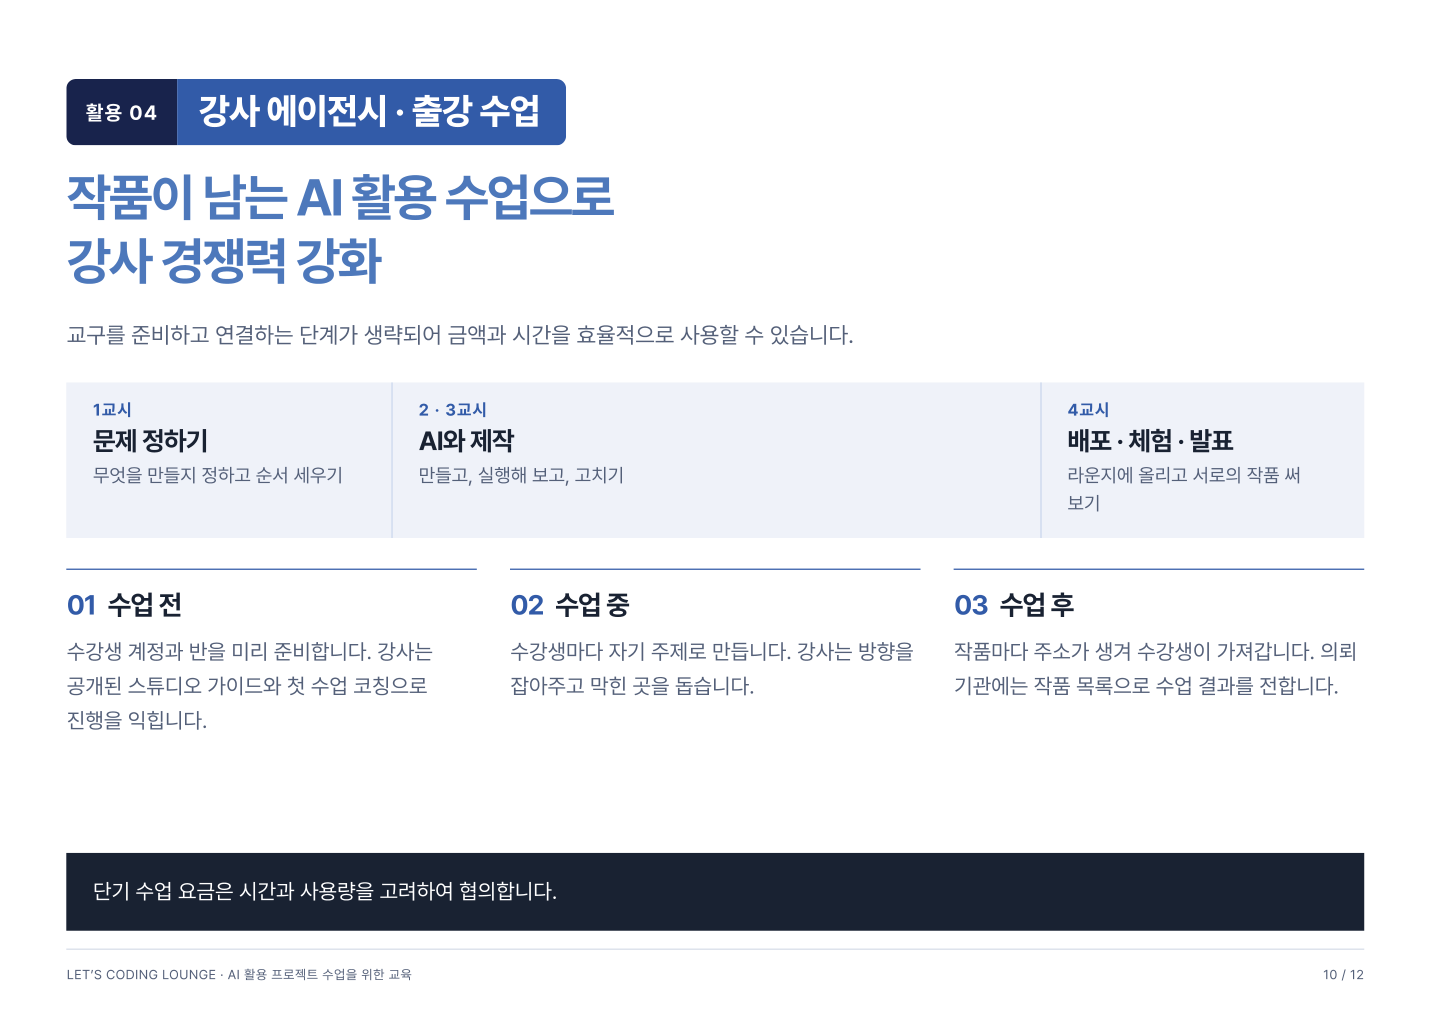 활용 04
강사 에이전시 · 출강 수업
작품이 남는 AI 활용 수업으로
강사 경쟁력 강화
교구를 준비하고 연결하는 단계가 생략되어 금액과 시간을 효율적으로 사용할 수 있습니다.
1교시
문제 정하기
무엇을 만들지 정하고 순서 세우기
2 · 3교시
AI와 제작
만들고, 실행해 보고, 고치기
4교시
배포 · 체험 · 발표
라운지에 올리고 서로의 작품 써
보기
01 수업 전
수강생 계정과 반을 미리 준비합니다. 강사는
공개된 스튜디오 가이드와 첫 수업 코칭으로
진행을 익힙니다.
02 수업 중
수강생마다 자기 주제로 만듭니다. 강사는 방향을
잡아주고 막힌 곳을 돕습니다.
03 수업 후
작품마다 주소가 생겨 수강생이 가져갑니다. 의뢰
기관에는 작품 목록으로 수업 결과를 전합니다.
단기 수업 요금은 시간과 사용량을 고려하여 협의합니다.
LET'S CODING LOUNGE · AI 활용 프로젝트 수업을 위한 교육
10 / 12